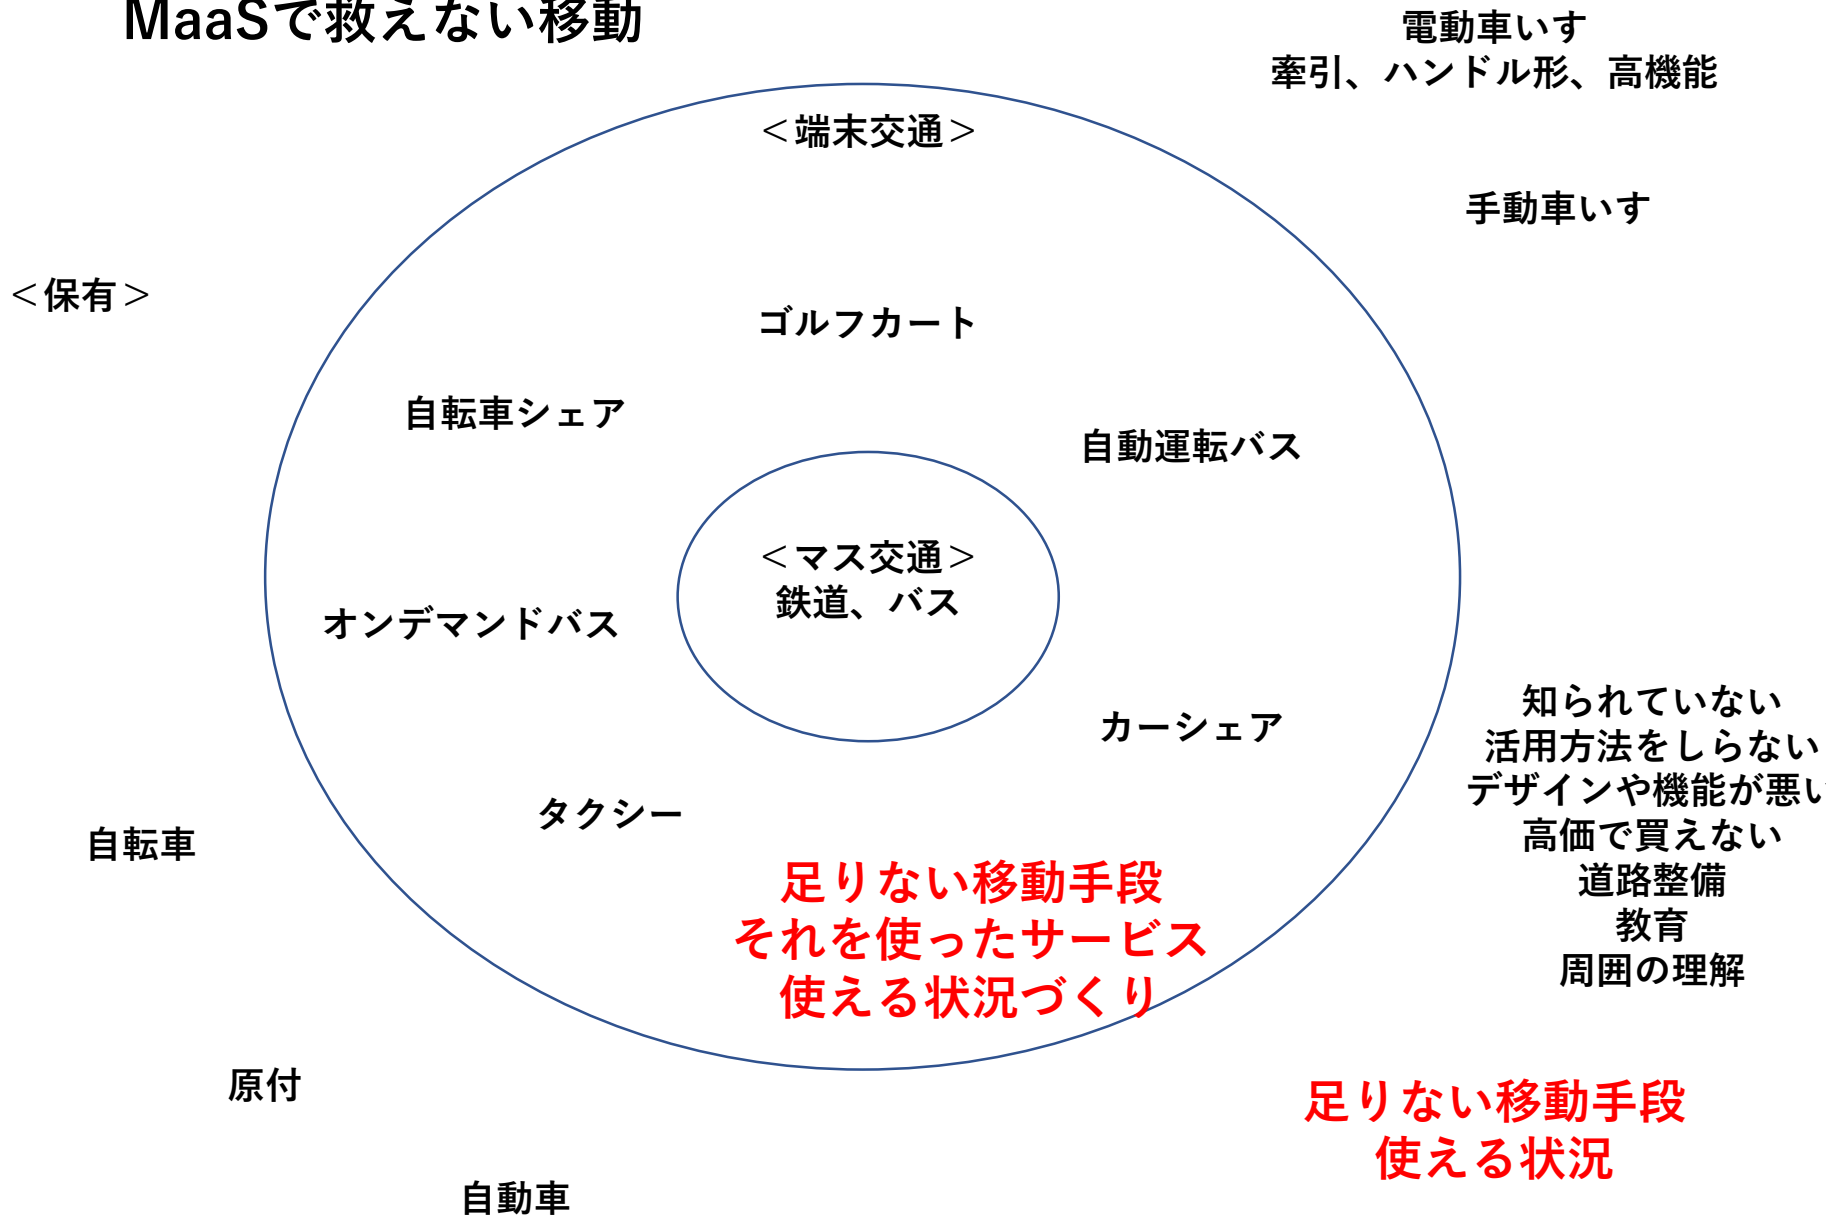 MaaSで救えない移動
電動車いす
牽引、ハンドル形、高機能
＜端末交通＞
手動車いす
＜保有＞
ゴルフカート
自転車シェア
自動運転バス
＜マス交通＞
鉄道、バス
オンデマンドバス
カーシェア
タクシー
知られていない
活用方法をしらない
デザインや機能が悪い
高価で買えない
道路整備
教育
周囲の理解
自転車
足りない移動手段
それを使ったサービス
使える状況づくり
原付
足りない移動手段
使える状況
自動車